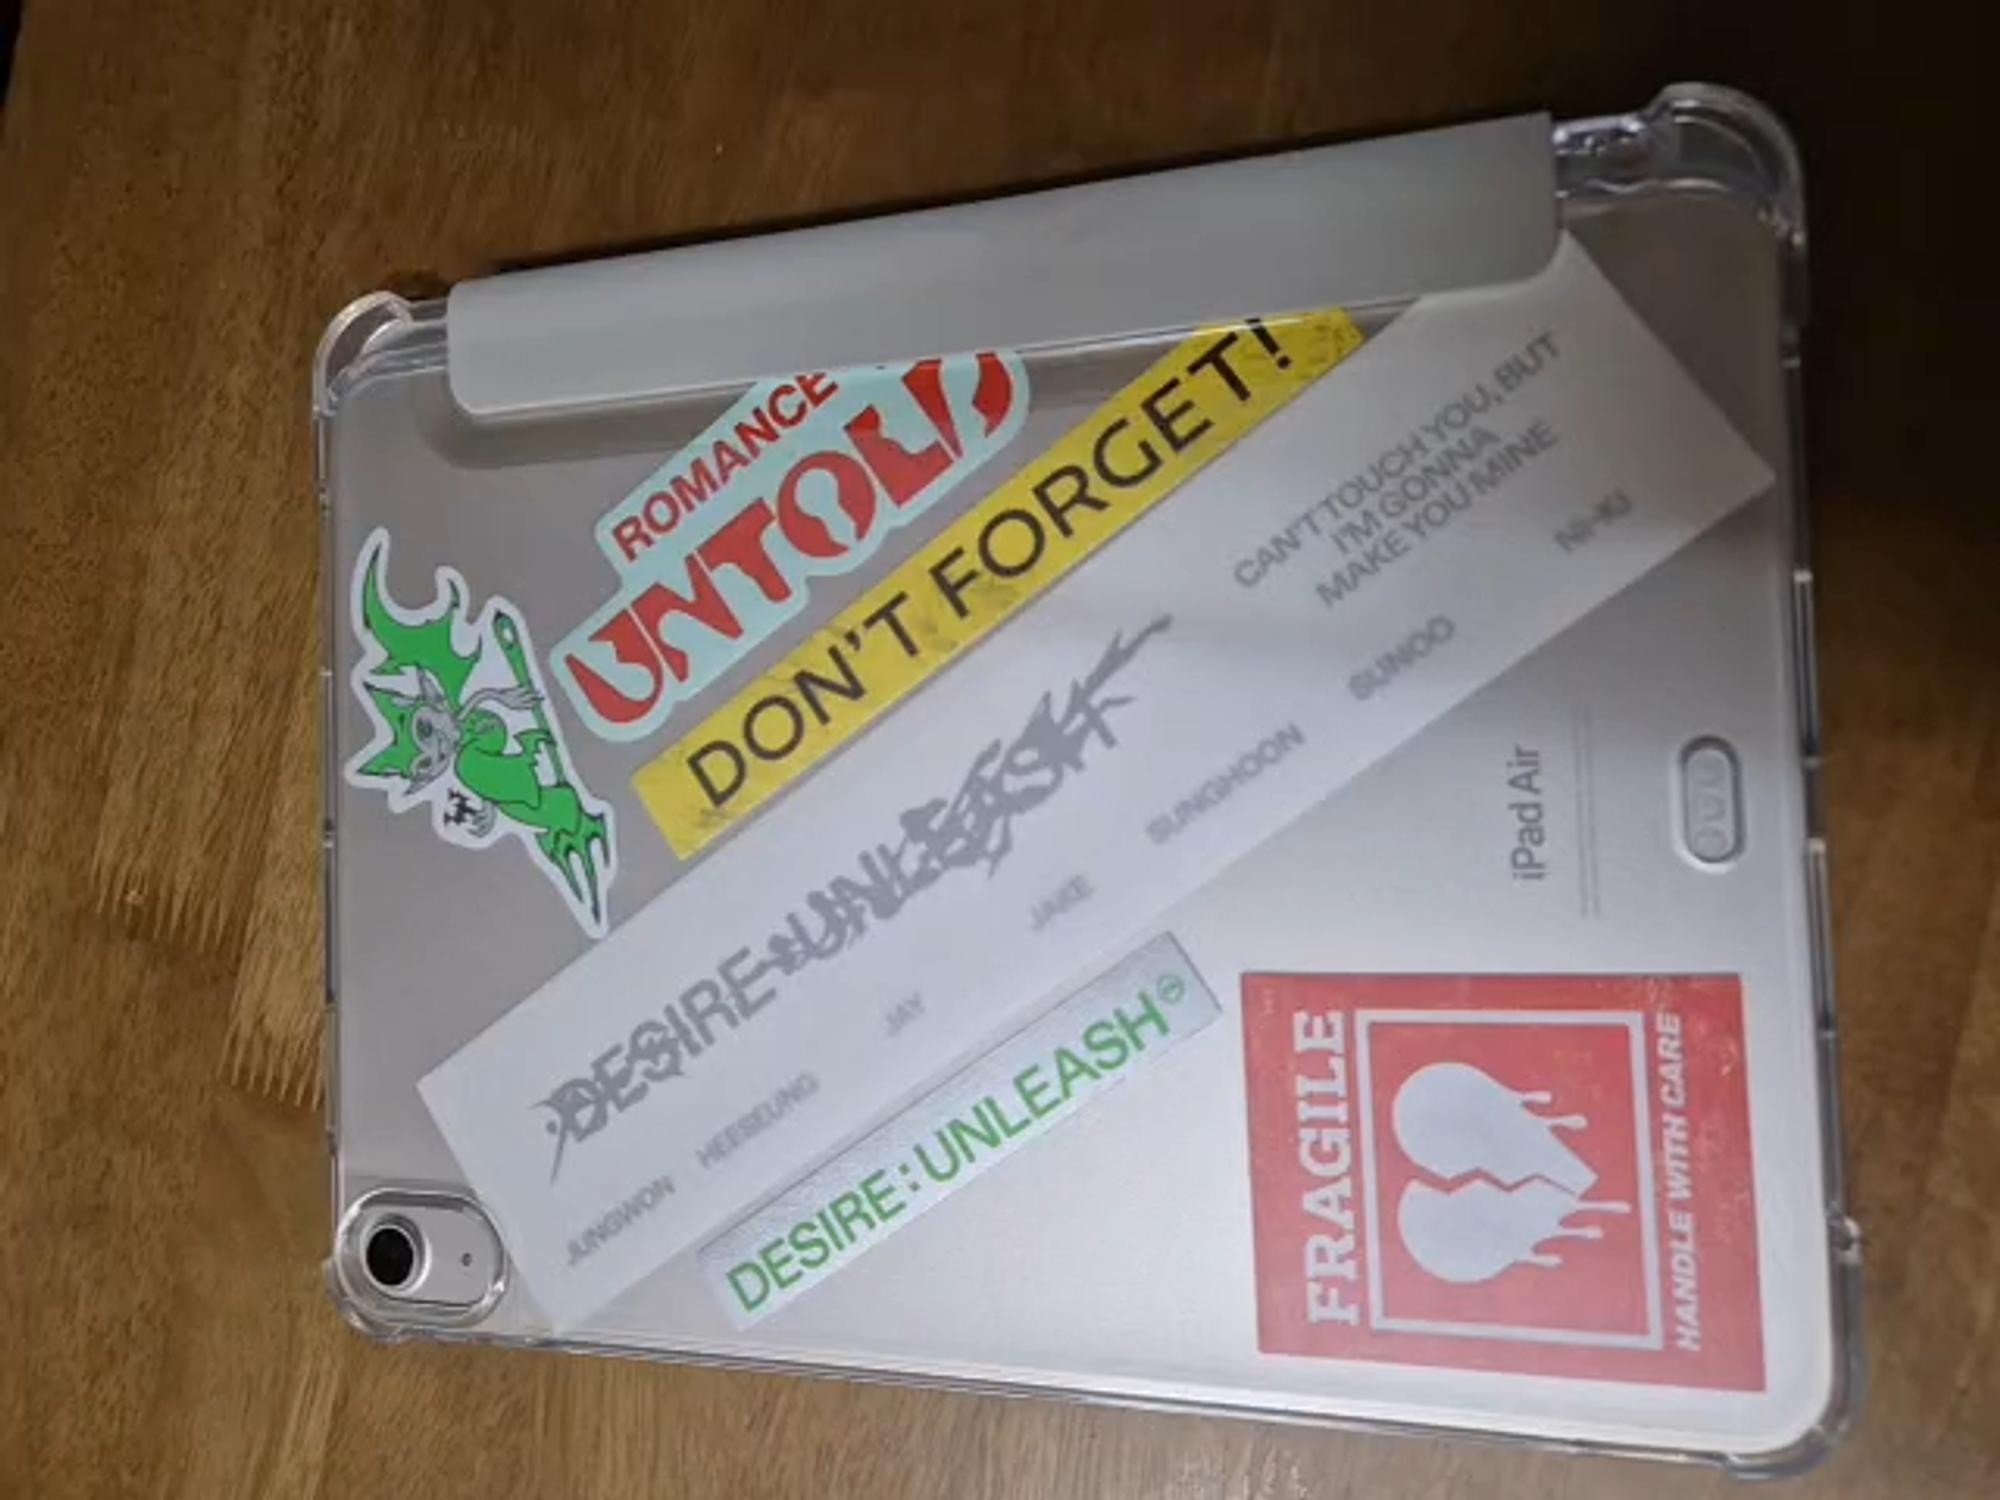 ROMANCE
UNTOLD
DON'T FORGET!
CAN'T TOUCH YOU, BUT
I'M GONNA
MAKE YOU MINE
DESIRE : UNLEASH
JUNGWON HEESEUNG JAY JAKE SUNGHOON SUNOO NI-KI
DESIRE : UNLEASH
iPad Air
FRAGILE
HANDLE WITH CARE